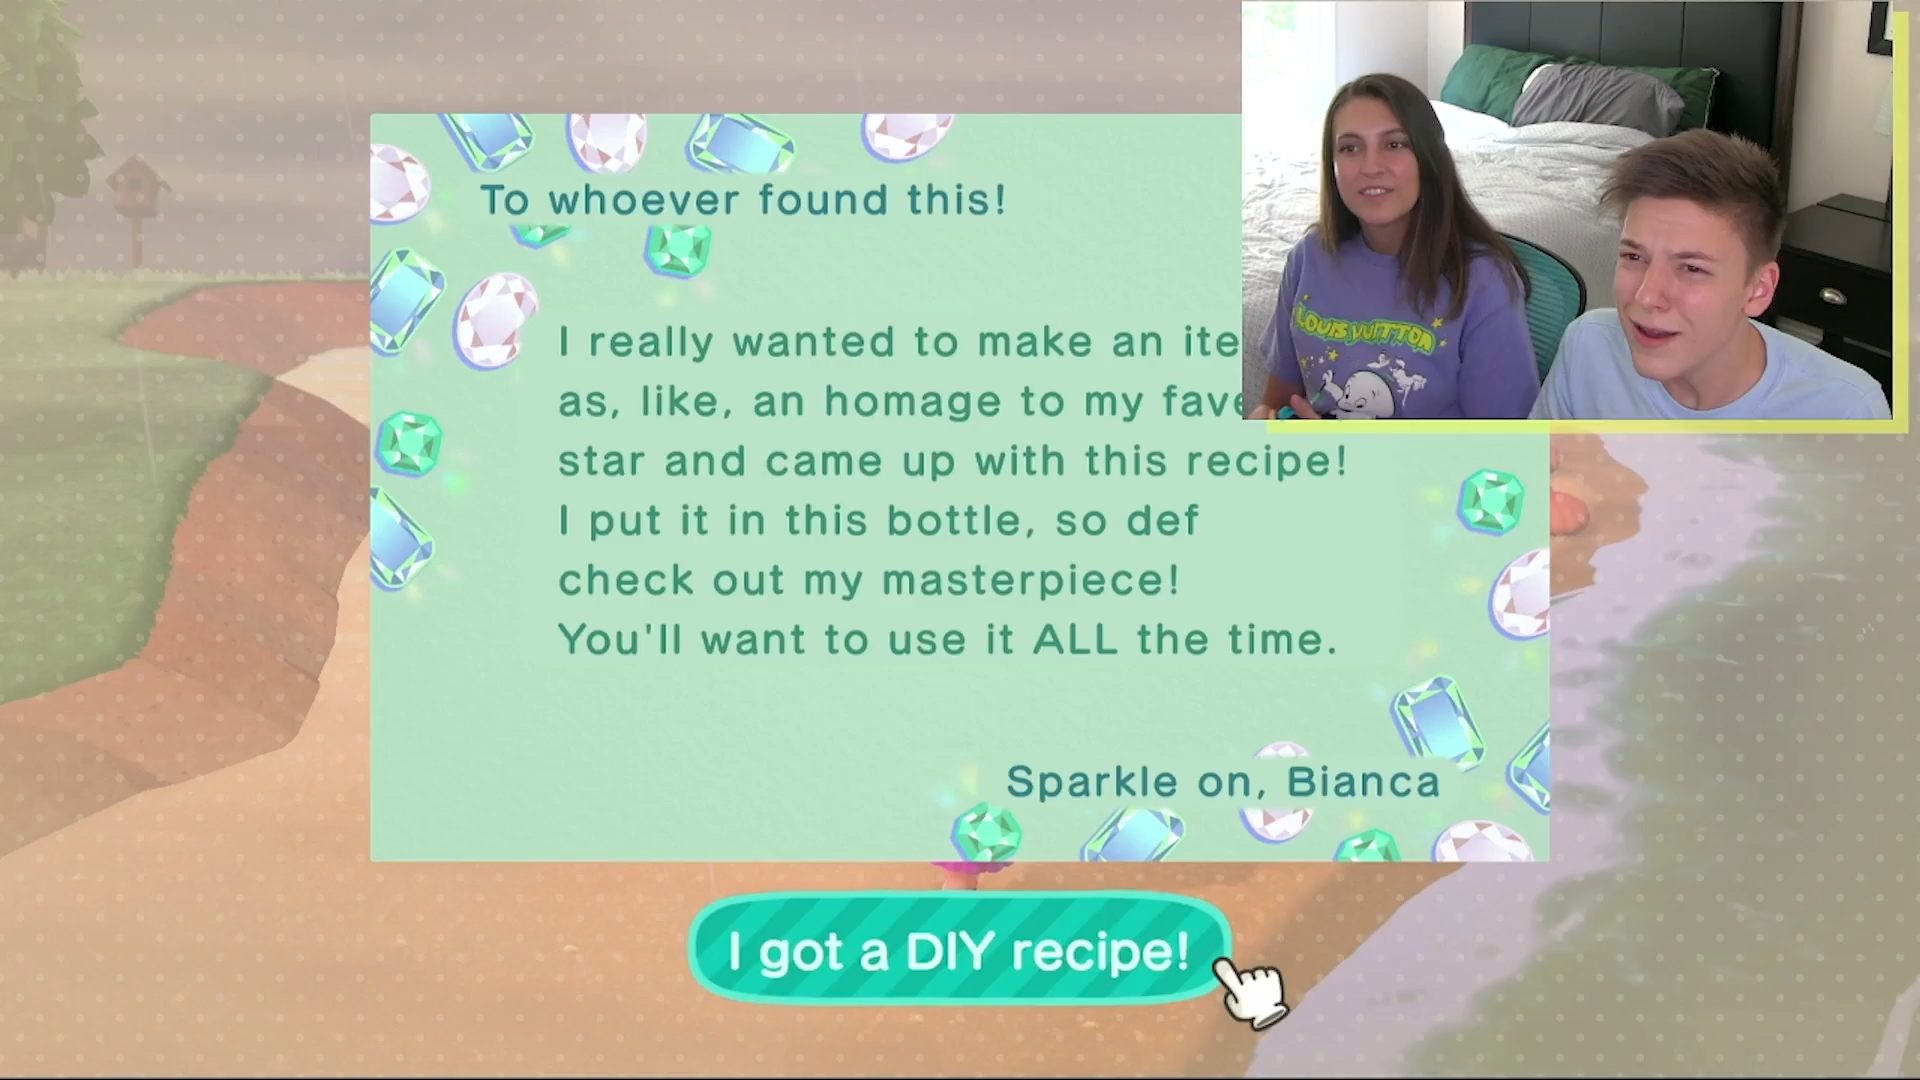 To whoever found this!
I really wanted to make an
as, like, an homage to my fave
star and came up with this recipe!
I put it in this bottle, so def
check out my masterpiece!
You'll want to use it ALL the time.
Sparkle on, Bianca
I got a DIY recipe!
LOUIS VUITTON